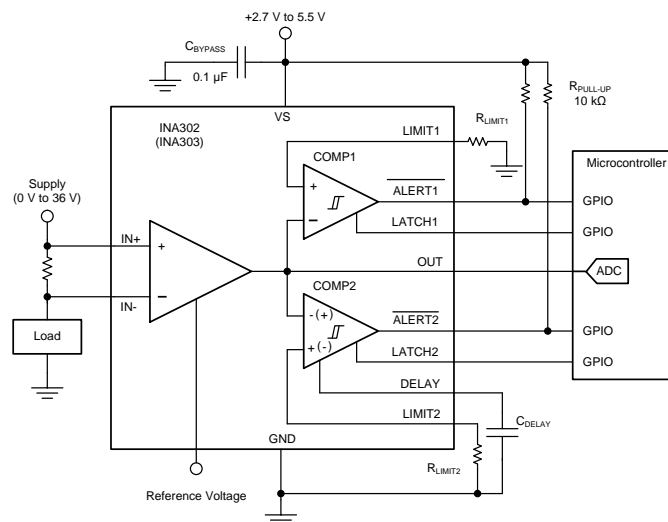 +2.7 V to 5.5 V
CBYPASS
0.1 µF
RPULL-UP
10 kΩ
VS
RLIMIT1
INA302
(INA303)
LIMIT1
COMP1
Microcontroller
Supply
(0 V to 36 V)
+
ALERT1
GPIO
−
LATCH1
GPIO
IN+
+
OUT
ADC
COMP2
IN-
−
-(+)
ALERT2
GPIO
Load
+(-)
LATCH2
GPIO
DELAY
LIMIT2
CDELAY
GND
RLIMIT2
Reference Voltage